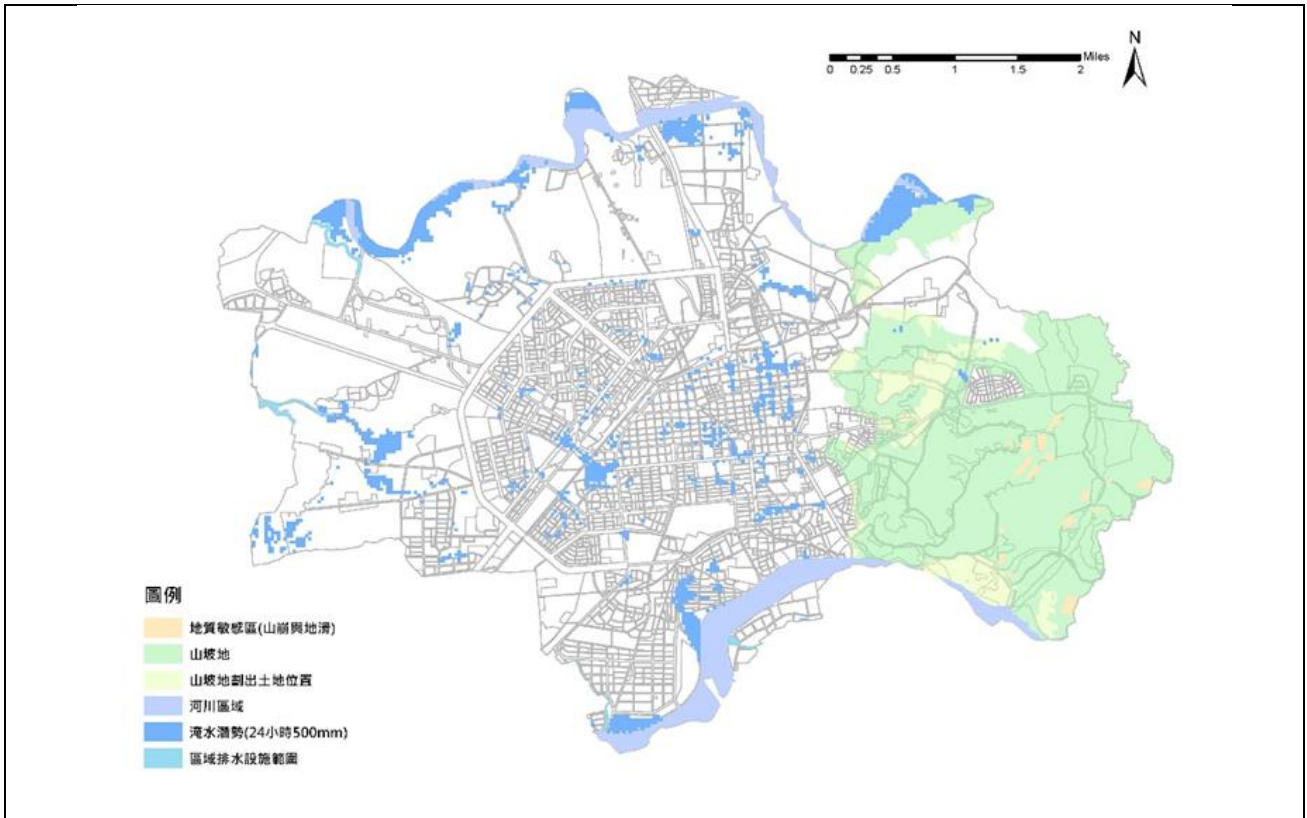 N
Miles
0 0.25 0.5 1 1.5 2
圖例
地質敏感區(山崩與地滑)
山坡地
山坡地劃出土地位置
河川區域
淹水潛勢(24小時500mm)
區域排水設施範圍